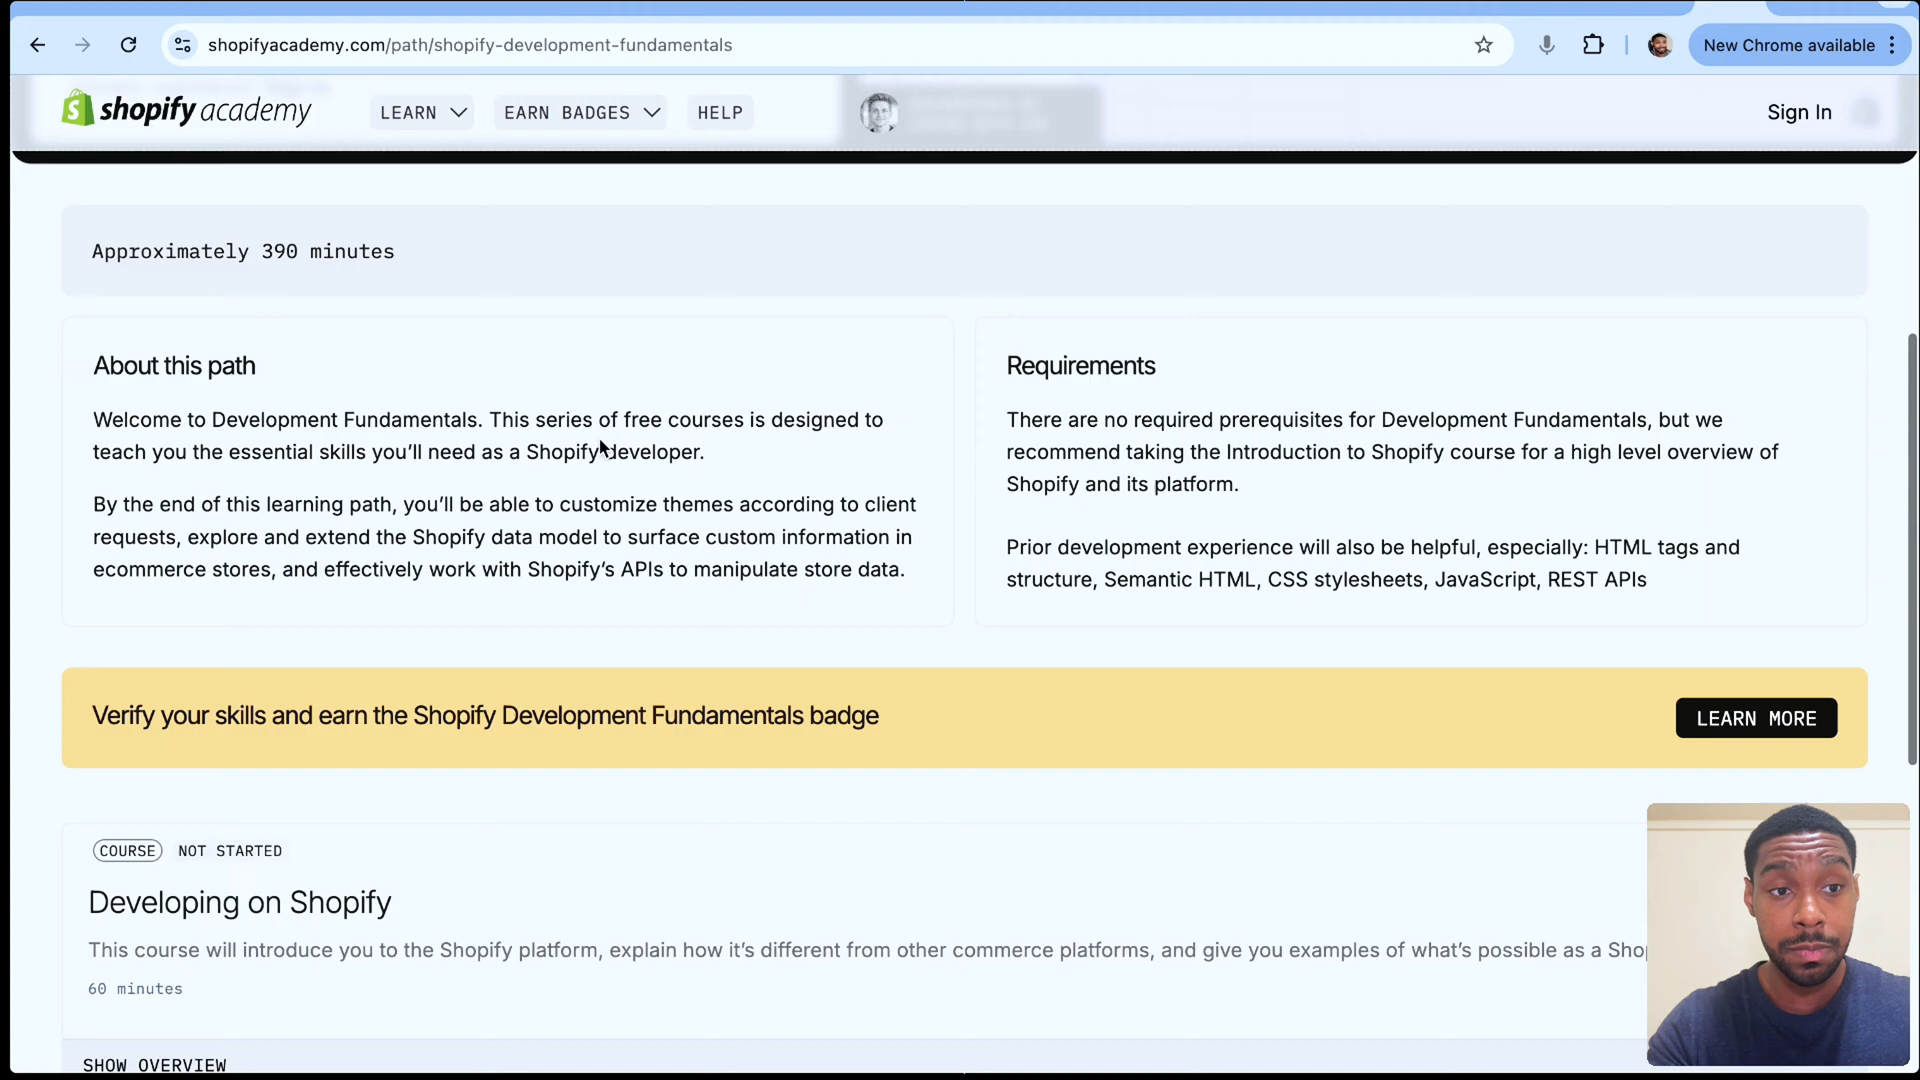 shopifyacademy.com/path/shopify-development-fundamentals
New Chrome available
shopify academy
LEARN
EARN BADGES
HELP
Sign In
Approximately 390 minutes
About this path
Welcome to Development Fundamentals. This series of free courses is designed to
teach you the essential skills you'll need as a Shopify developer.
By the end of this learning path, you'll be able to customize themes according to client
requests, explore and extend the Shopify data model to surface custom information in
ecommerce stores, and effectively work with Shopify's APIs to manipulate store data.
Requirements
There are no required prerequisites for Development Fundamentals, but we
recommend taking the Introduction to Shopify course for a high level overview of
Shopify and its platform.
Prior development experience will also be helpful, especially: HTML tags and
structure, Semantic HTML, CSS stylesheets, JavaScript, REST APIs
Verify your skills and earn the Shopify Development Fundamentals badge
LEARN MORE
COURSE NOT STARTED
Developing on Shopify
This course will introduce you to the Shopify platform, explain how it's different from other commerce platforms, and give you examples of what's possible as a Sho
60 minutes
SHOW OVERVIEW